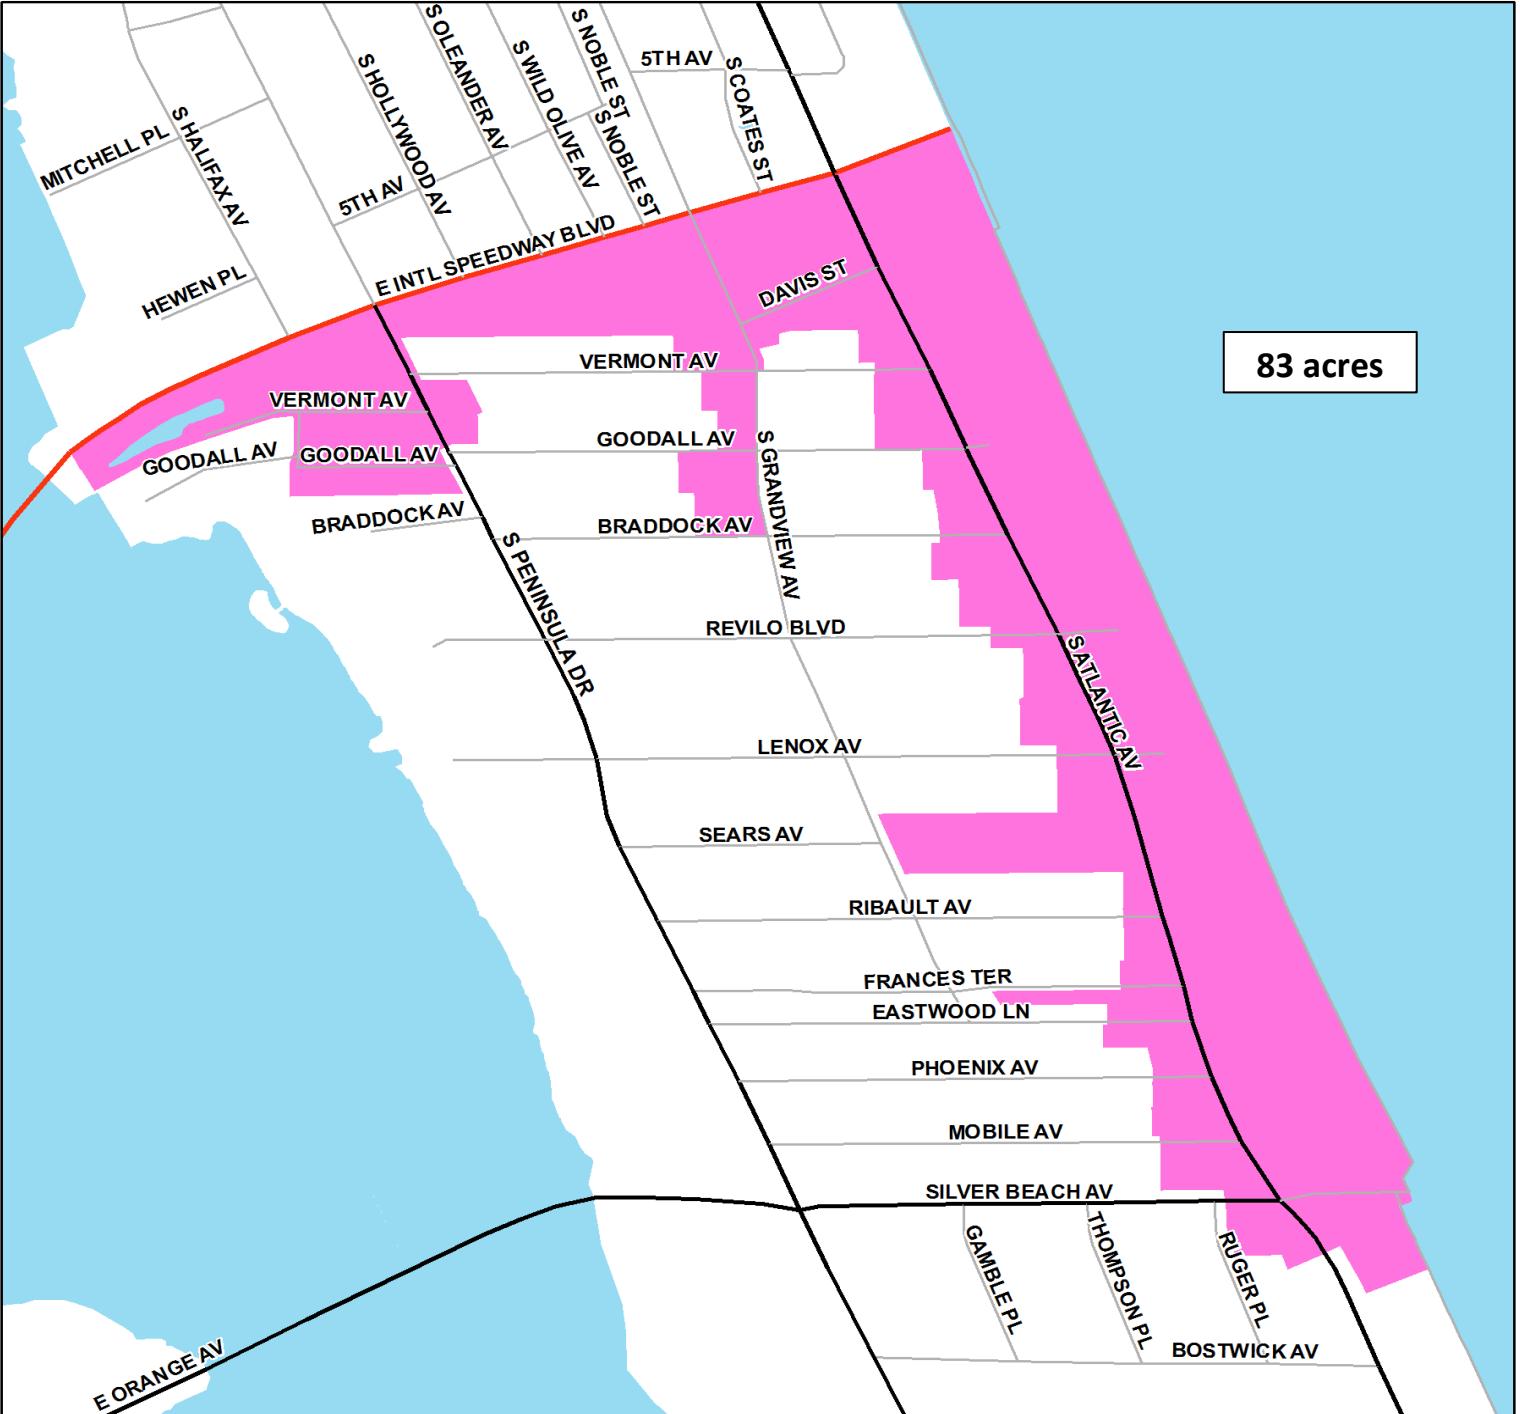 S OLEANDER AV
S NOBLE ST
S HOLLYWOOD AV
S WILD OLIVE AV
5TH AV
S COATES ST
S HALIFAX AV
MITCHELL PL
S NOBLE ST
5TH AV
E INTL SPEEDWAY BLVD
HEWEN PL
DAVIS ST
83 acres
VERMONT AV
VERMONT AV
GOODALL AV
GOODALL AV
GOODALL AV
S GRANDVIEW AV
BRADDOCK AV
BRADDOCK AV
S PENINSULA DR
REVILO BLVD
S ATLANTIC AV
LENOX AV
SEARS AV
RIBAULT AV
FRANCES TER
EASTWOOD LN
PHOENIX AV
MOBILE AV
SILVER BEACH AV
GAMBLE PL
THOMPSON PL
RUGER PL
BOSTWICK AV
E ORANGE AV